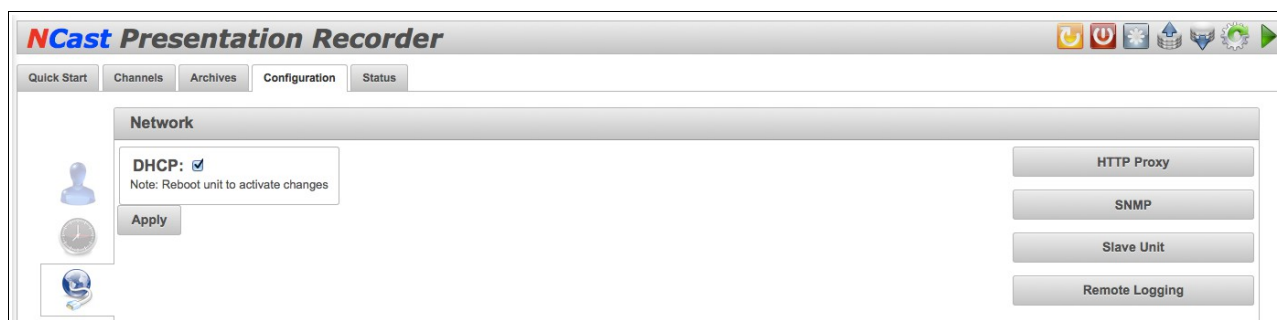 NCast Presentation Recorder
Quick Start
Channels
Archives
Configuration
Status
Network
DHCP:
Note: Reboot unit to activate changes
Apply
HTTP Proxy
SNMP
Slave Unit
Remote Logging